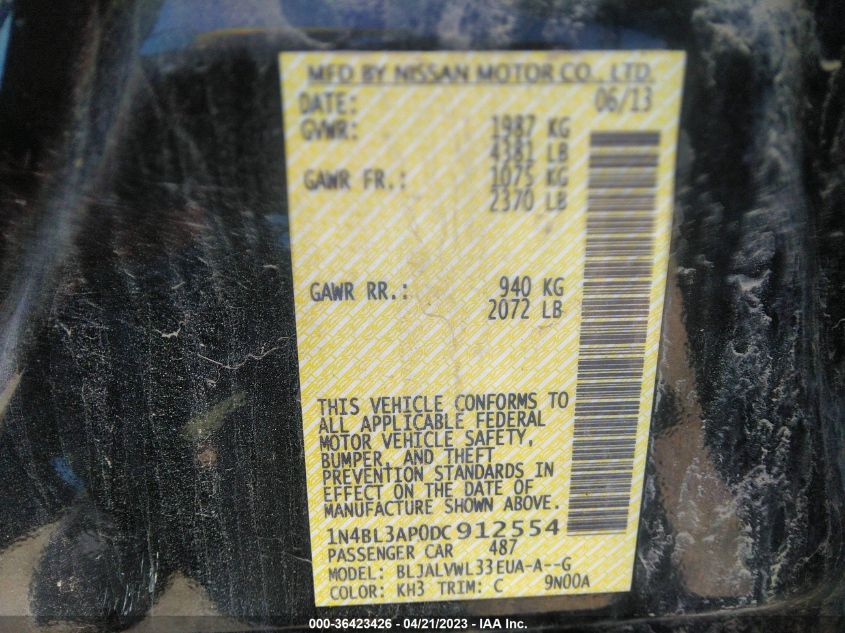 MFD BY NISSAN MOTOR CO., LTD.
DATE: 06/13
GVWR: 1987 KG
4381 LB
GAWR FR.: 1075 KG
2370 LB
GAWR RR.: 940 KG
2072 LB
THIS VEHICLE CONFORMS TO
ALL APPLICABLE FEDERAL
MOTOR VEHICLE SAFETY,
BUMPER, AND THEFT
PREVENTION STANDARDS IN
EFFECT ON THE DATE OF
MANUFACTURE SHOWN ABOVE.
1N4BL3AP0DC912554
PASSENGER CAR 487
MODEL: BLJALVWL33EUA-A--G
COLOR: KH3 TRIM: C 9N00A
000-36423426 - 04/21/2023 - IAA Inc.